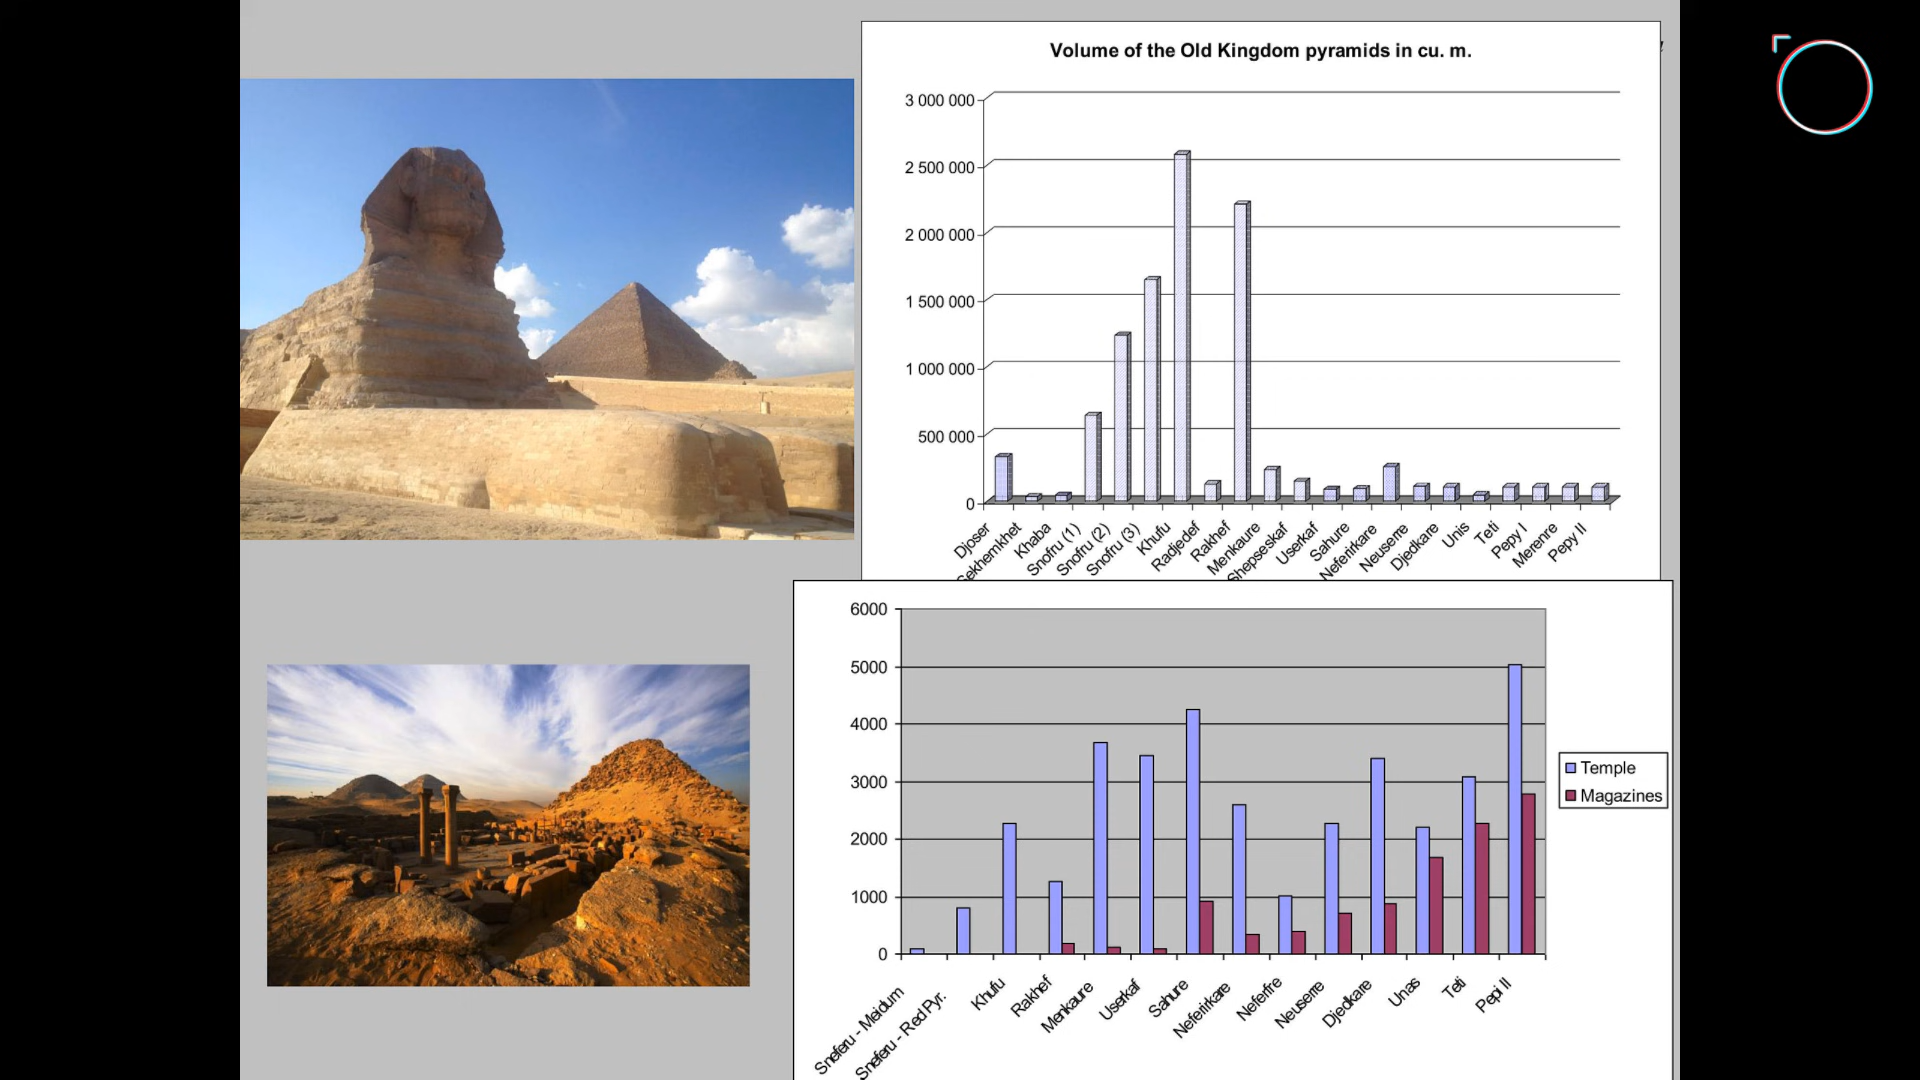 Volume of the Old Kingdom pyramids in cu. m.
3 000 000
2 500 000
2 000 000
1 500 000
1 000 000
500 000
0
Djoser
Sekhemkhet
Khaba
Snofru (1)
Snofru (2)
Snofru (3)
Khufu
Radjedef
Rakhef
Menkaure
Shepseskaf
Userkaf
Sahure
Neferirkare
Neuserre
Djedkare
Unis
Teti
Pepy I
Merenre
Pepy II
6000
5000
4000
3000
2000
1000
0
Sneferu - Meidum
Sneferu - Red Pyr.
Khufu
Rakhef
Menkaure
Userkaf
Sahure
Neferirkare
Neferfre
Neuserre
Djedkare
Unas
Teti
Pepi II
Temple
Magazines